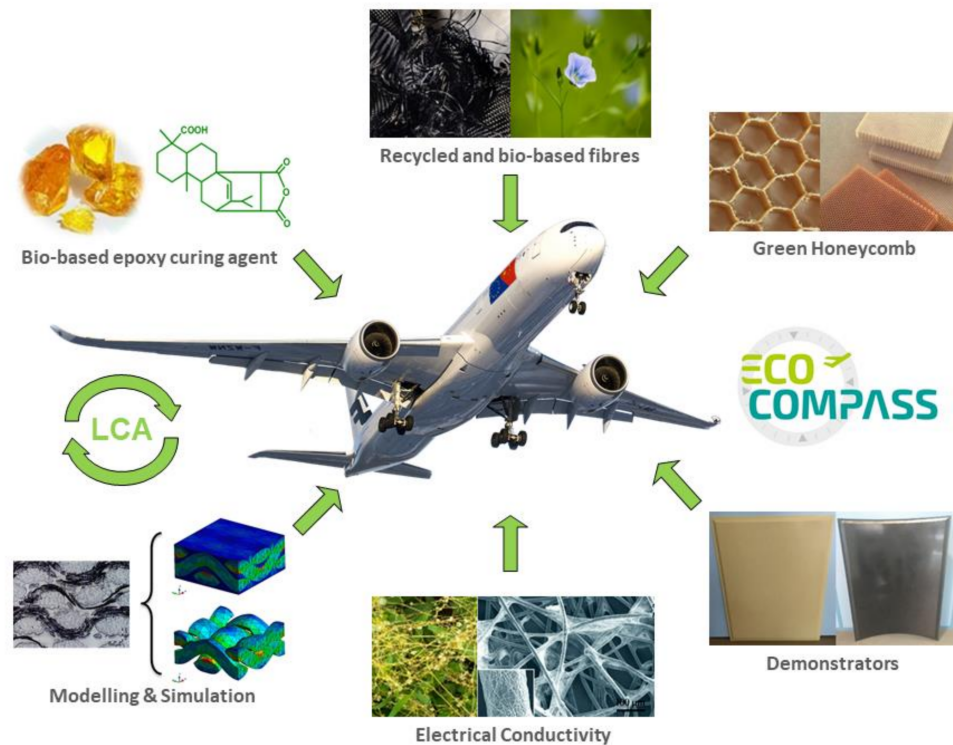 Recycled and bio-based fibres
COOH
O
O
O
Bio-based epoxy curing agent
Green Honeycomb
ECO
COMPASS
LCA
Modelling & Simulation
Demonstrators
Electrical Conductivity